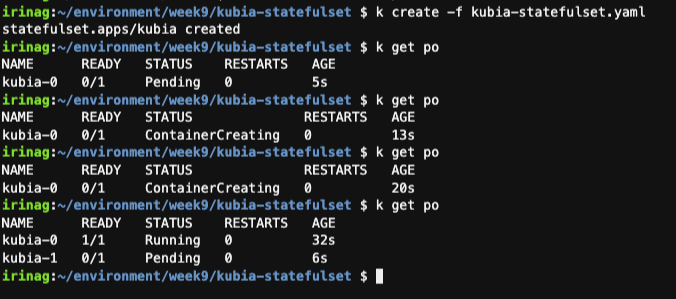 irinag:~/environment/week9/kubia-statefulset $ k create -f kubia-statefulset.yaml
statefulset.apps/kubia created
irinag:~/environment/week9/kubia-statefulset $ k get po
NAME READY STATUS RESTARTS AGE
kubia-0 0/1 Pending 0 5s
irinag:~/environment/week9/kubia-statefulset $ k get po
NAME READY STATUS RESTARTS AGE
kubia-0 0/1 ContainerCreating 0 13s
irinag:~/environment/week9/kubia-statefulset $ k get po
NAME READY STATUS RESTARTS AGE
kubia-0 0/1 ContainerCreating 0 20s
irinag:~/environment/week9/kubia-statefulset $ k get po
NAME READY STATUS RESTARTS AGE
kubia-0 1/1 Running 0 32s
kubia-1 0/1 Pending 0 6s
irinag:~/environment/week9/kubia-statefulset $